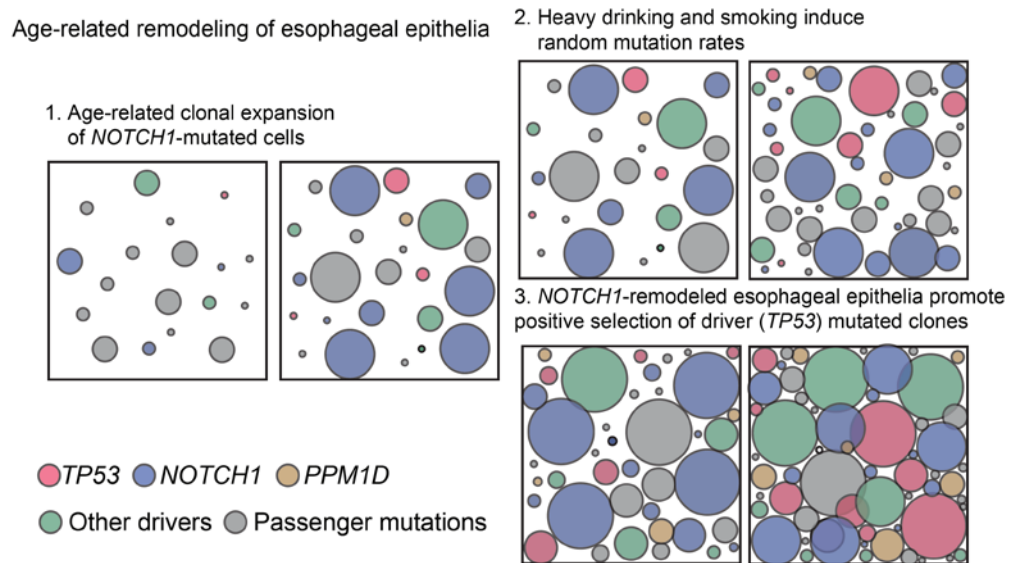 Age-related remodeling of esophageal epithelia
1. Age-related clonal expansion
of NOTCH1-mutated cells
2. Heavy drinking and smoking induce
random mutation rates
3. NOTCH1-remodeled esophageal epithelia promote
positive selection of driver (TP53) mutated clones
TP53 NOTCH1 PPM1D
Other drivers Passenger mutations